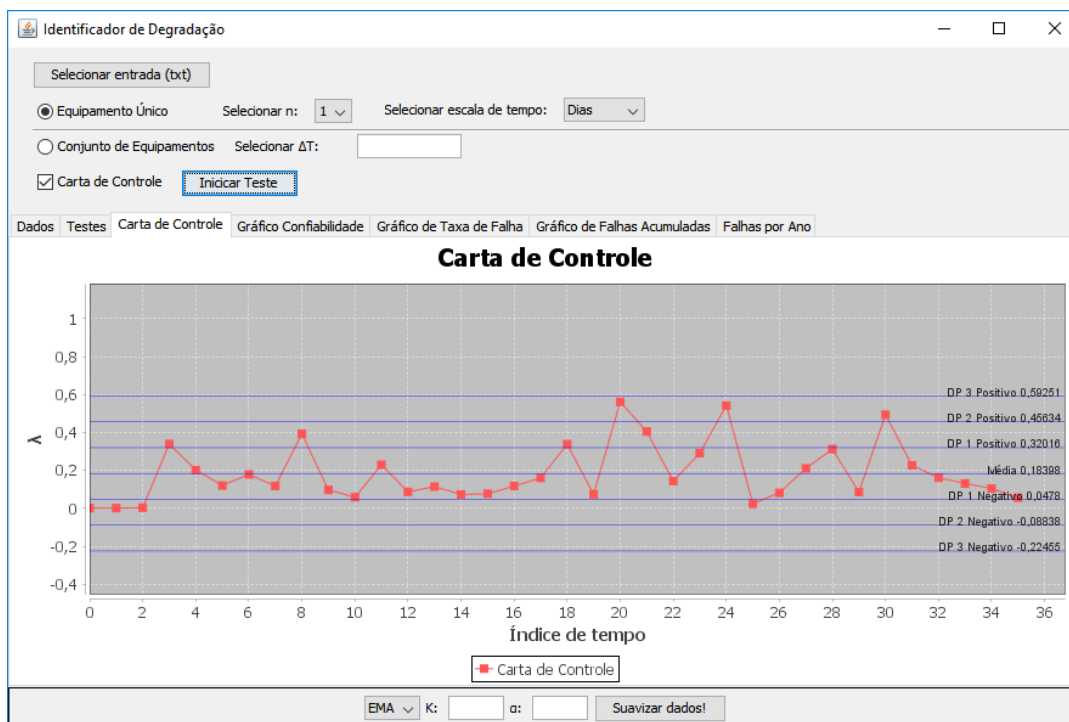 Identificador de Degradação
Selecionar entrada (txt)
Equipamento Único Selecionar n: 1 Selecionar escala de tempo: Dias
Conjunto de Equipamentos Selecionar ΔT:
Carta de Controle Inicicar Teste
Dados Testes Carta de Controle Gráfico Confiabilidade Gráfico de Taxa de Falha Gráfico de Falhas Acumuladas Falhas por Ano
Carta de Controle
1
0,8
0,6
0,4
0,2
0
-0,2
-0,4
λ
DP 3 Positivo 0,59251
DP 2 Positivo 0,45634
DP 1 Positivo 0,32016
Média 0,18398
DP 1 Negativo 0,0478
DP 2 Negativo -0,08838
DP 3 Negativo -0,22455
0 2 4 6 8 10 12 14 16 18 20 22 24 26 28 30 32 34 36
Índice de tempo
Carta de Controle
EMA K: α: Suavizar dados!